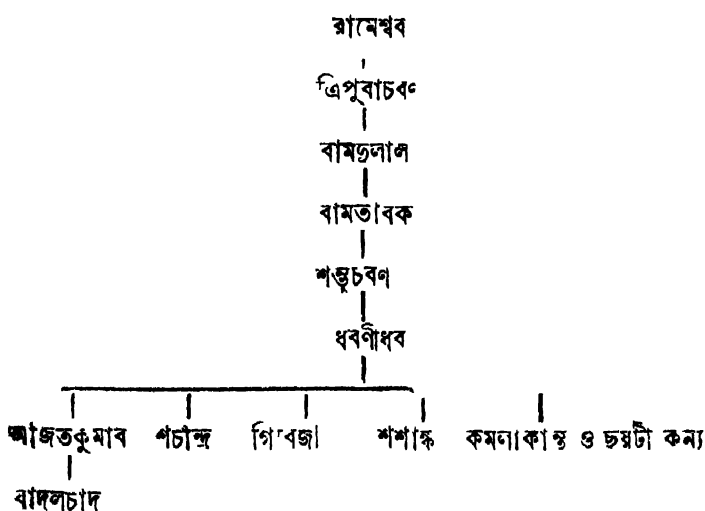 রামেশ্বব
ত্রিপুবাচবণ
বামদুলাল
বামতাবক
শম্ভুচবণ
ধবণীধব
অজিতকুমাব শচীন্দ্র গিবিজা শশাঙ্ক কমলাকান্ত ও ছয়টী কন্যা
বাদলচাদ